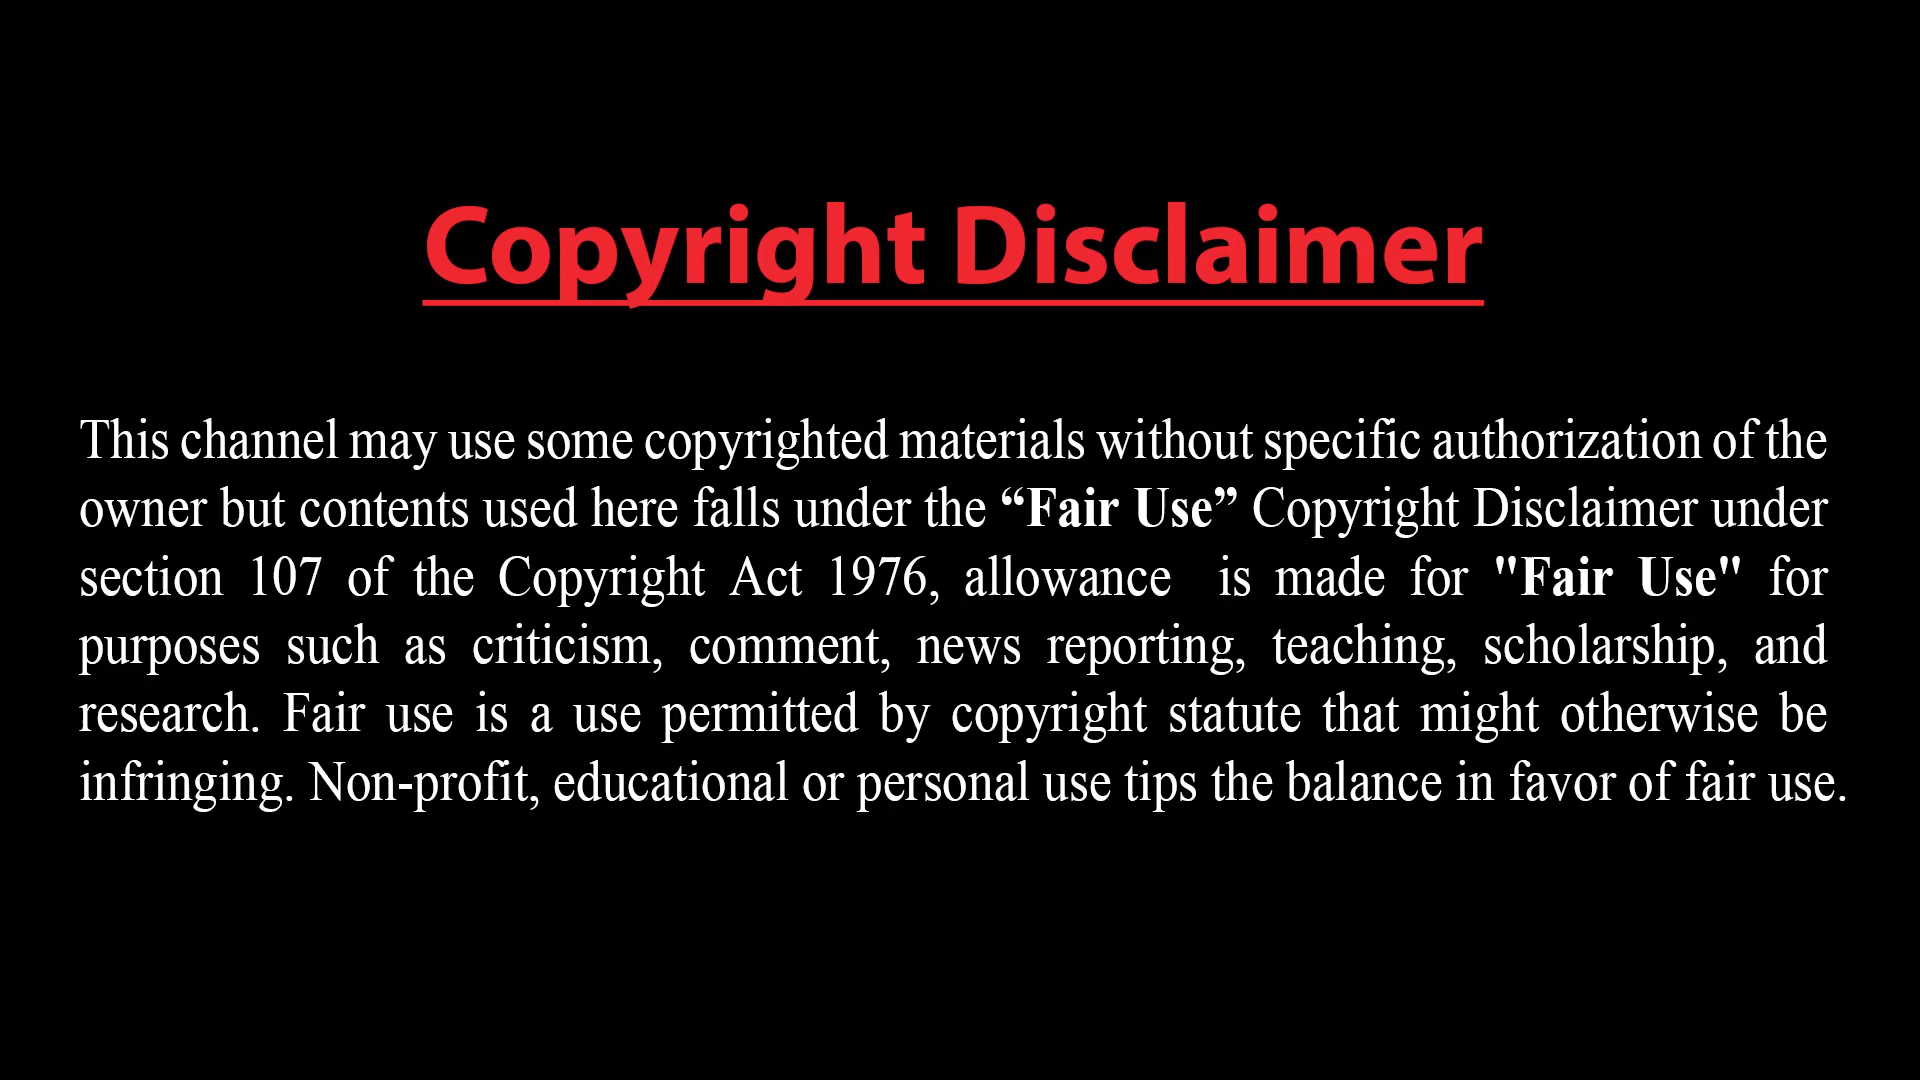 Copyright Disclaimer
This channel may use some copyrighted materials without specific authorization of the
owner but contents used here falls under the “Fair Use” Copyright Disclaimer under
section 107 of the Copyright Act 1976, allowance  is made for "Fair Use" for
purposes such as criticism, comment, news reporting, teaching, scholarship, and
research. Fair use is a use permitted by copyright statute that might otherwise be
infringing. Non-profit, educational or personal use tips the balance in favor of fair use.